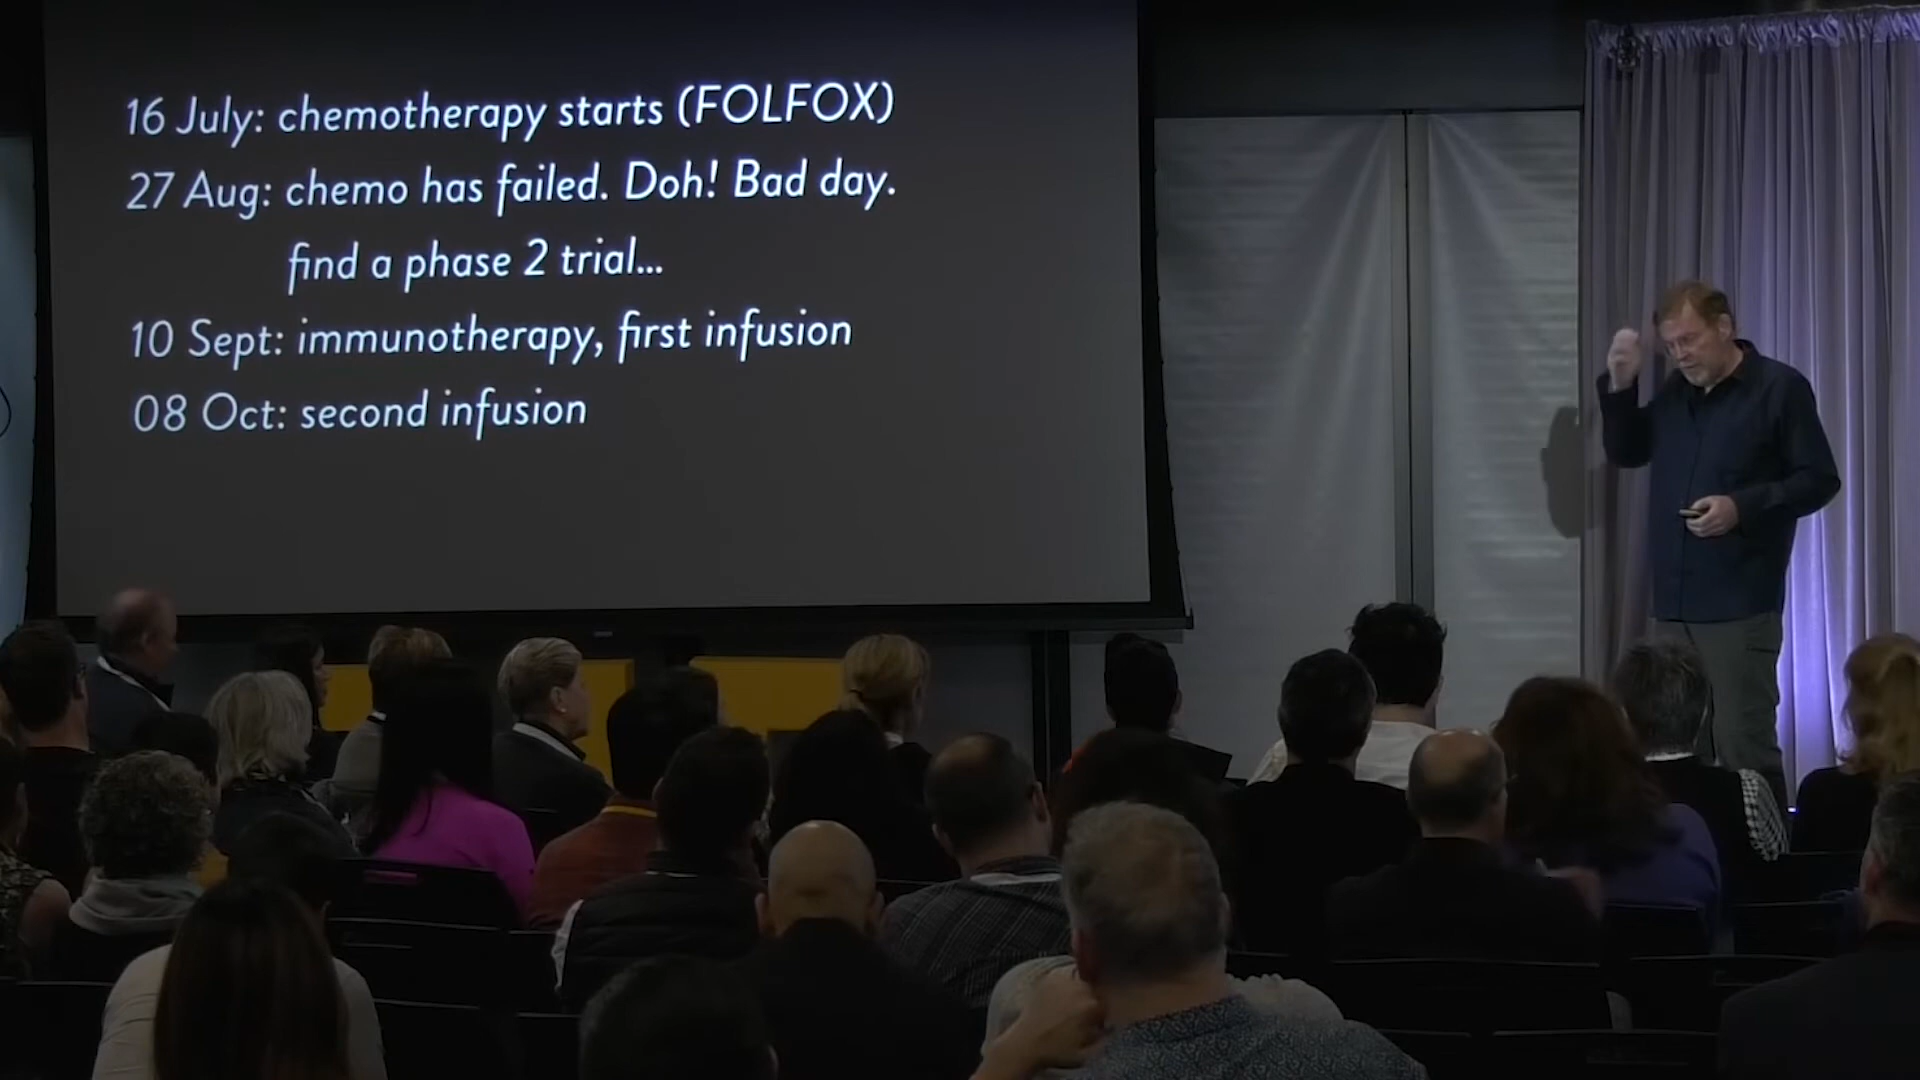 16 July: chemotherapy starts (FOLFOX)
27 Aug: chemo has failed. Doh! Bad day.
find a phase 2 trial...
10 Sept: immunotherapy, first infusion
08 Oct: second infusion